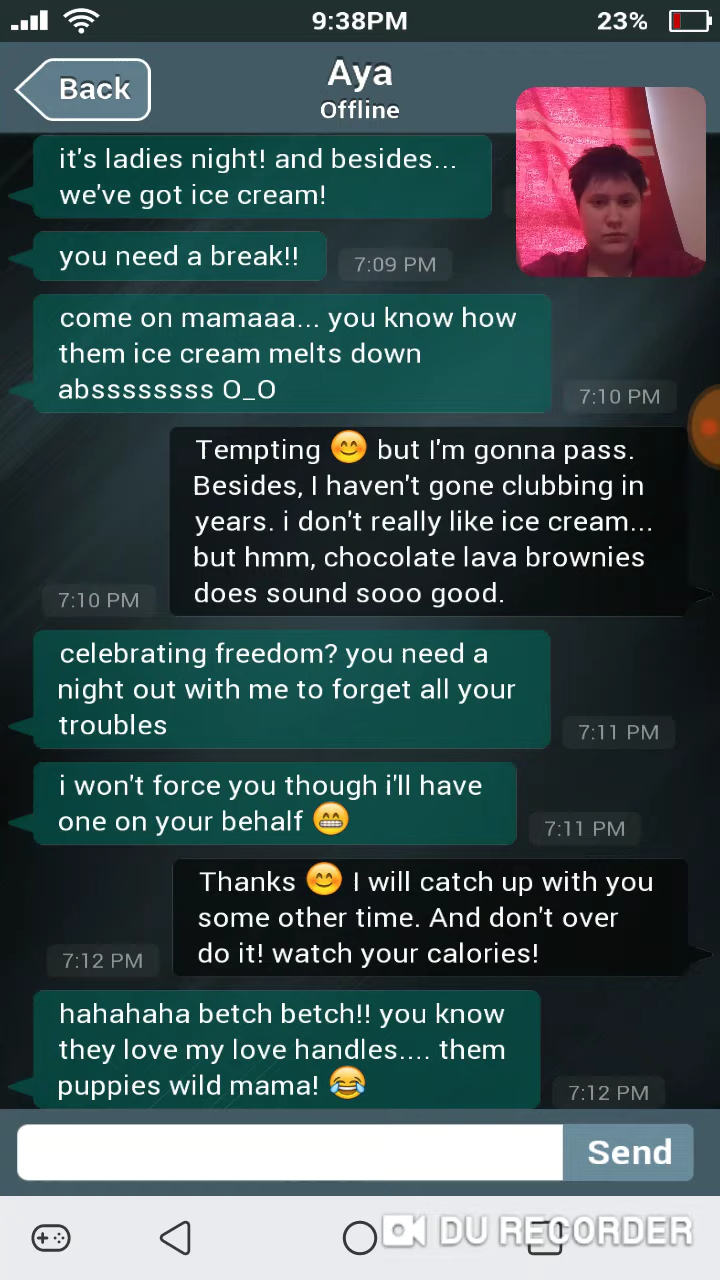 9:38PM
23%
Back
Aya
Offline
it's ladies night! and besides...
we've got ice cream!
you need a break!!
7:09 PM
come on mamaaa... you know how
them ice cream melts down
abssssssss O_O
7:10 PM
Tempting 😊 but I'm gonna pass.
Besides, I haven't gone clubbing in
years. i don't really like ice cream...
but hmm, chocolate lava brownies
does sound sooo good.
7:10 PM
celebrating freedom? you need a
night out with me to forget all your
troubles
7:11 PM
i won't force you though i'll have
one on your behalf 😁
7:11 PM
Thanks 😊 I will catch up with you
some other time. And don't over
do it! watch your calories!
7:12 PM
hahahaha betch betch!! you know
they love my love handles.... them
puppies wild mama! 😂
7:12 PM
Send
DU RECORDER